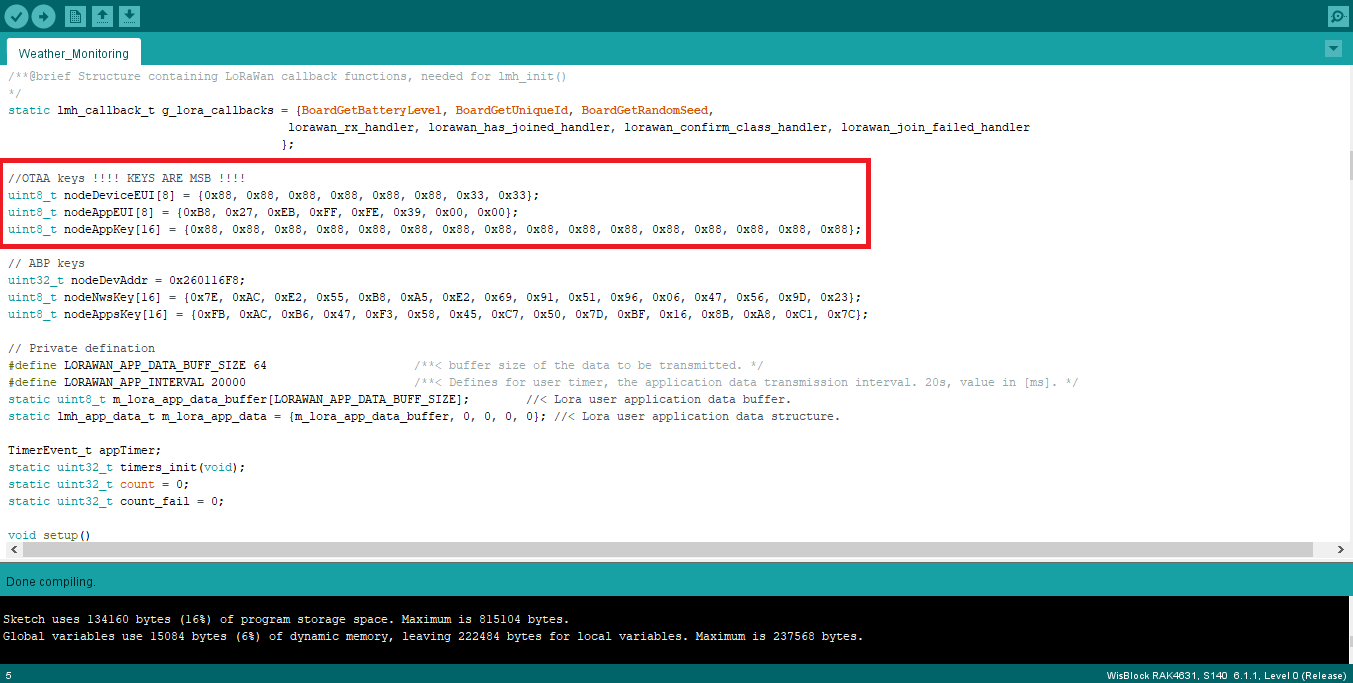 Weather_Monitoring
/**@brief Structure containing LoRaWan callback functions, needed for lmh_init()
*/
static lmh_callback_t g_lora_callbacks = {BoardGetBatteryLevel, BoardGetUniqueId, BoardGetRandomSeed,
lorawan_rx_handler, lorawan_has_joined_handler, lorawan_confirm_class_handler, lorawan_join_failed_handler
};
//OTAA keys !!!! KEYS ARE MSB !!!!
uint8_t nodeDeviceEUI[8] = {0x88, 0x88, 0x88, 0x88, 0x88, 0x88, 0x33, 0x33};
uint8_t nodeAppEUI[8] = {0xB8, 0x27, 0xEB, 0xFF, 0xFE, 0x39, 0x00, 0x00};
uint8_t nodeAppKey[16] = {0x88, 0x88, 0x88, 0x88, 0x88, 0x88, 0x88, 0x88, 0x88, 0x88, 0x88, 0x88, 0x88, 0x88, 0x88, 0x88};
// ABP keys
uint32_t nodeDevAddr = 0x260116F8;
uint8_t nodeNwsKey[16] = {0x7E, 0xAC, 0xE2, 0x55, 0xB8, 0xA5, 0xE2, 0x69, 0x91, 0x51, 0x96, 0x06, 0x47, 0x56, 0x9D, 0x23};
uint8_t nodeAppsKey[16] = {0xFB, 0xAC, 0xB6, 0x47, 0xF3, 0x58, 0x45, 0xC7, 0x50, 0x7D, 0xBF, 0x16, 0x8B, 0xA8, 0xC1, 0x7C};
// Private defination
#define LORAWAN_APP_DATA_BUFF_SIZE 64 /**< buffer size of the data to be transmitted. */
#define LORAWAN_APP_INTERVAL 20000 /**< Defines for user timer, the application data transmission interval. 20s, value in [ms]. */
static uint8_t m_lora_app_data_buffer[LORAWAN_APP_DATA_BUFF_SIZE]; //< Lora user application data buffer.
static lmh_app_data_t m_lora_app_data = {m_lora_app_data_buffer, 0, 0, 0, 0}; //< Lora user application data structure.
TimerEvent_t appTimer;
static uint32_t timers_init(void);
static uint32_t count = 0;
static uint32_t count_fail = 0;
void setup()
Done compiling.
Sketch uses 134160 bytes (16%) of program storage space. Maximum is 815104 bytes.
Global variables use 15084 bytes (6%) of dynamic memory, leaving 222484 bytes for local variables. Maximum is 237568 bytes.
5
WisBlock RAK4631, S140 6.1.1, Level 0 (Release)